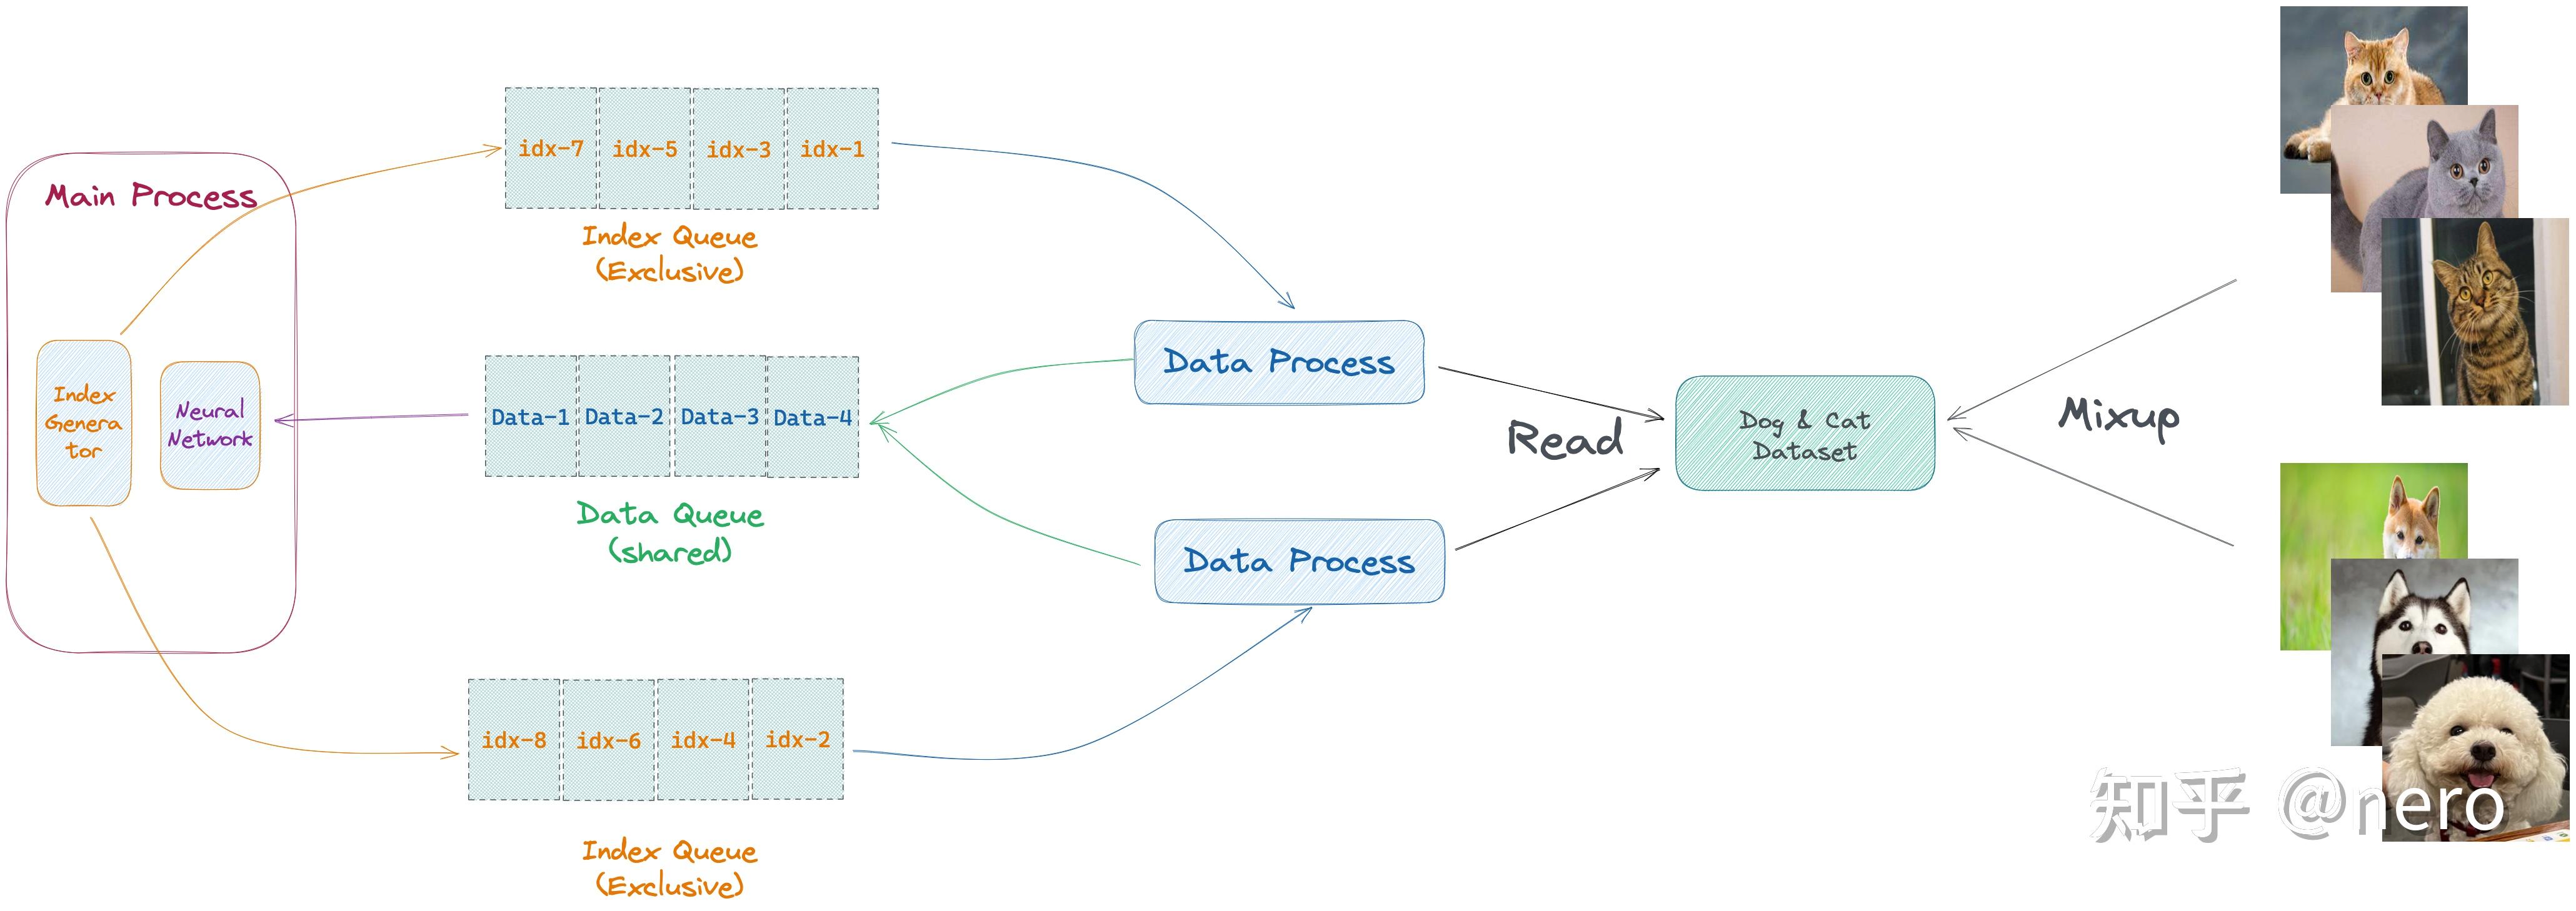 Main Process
Index
Genera
tor
Neural
Network
idx-7 idx-5 idx-3 idx-1
Index Queue
(Exclusive)
Data-1 Data-2 Data-3 Data-4
Data Queue
(shared)
idx-8 idx-6 idx-4 idx-2
Index Queue
(Exclusive)
Data Process
Data Process
Read
Dog & Cat
Dataset
Mixup
知乎 @nero